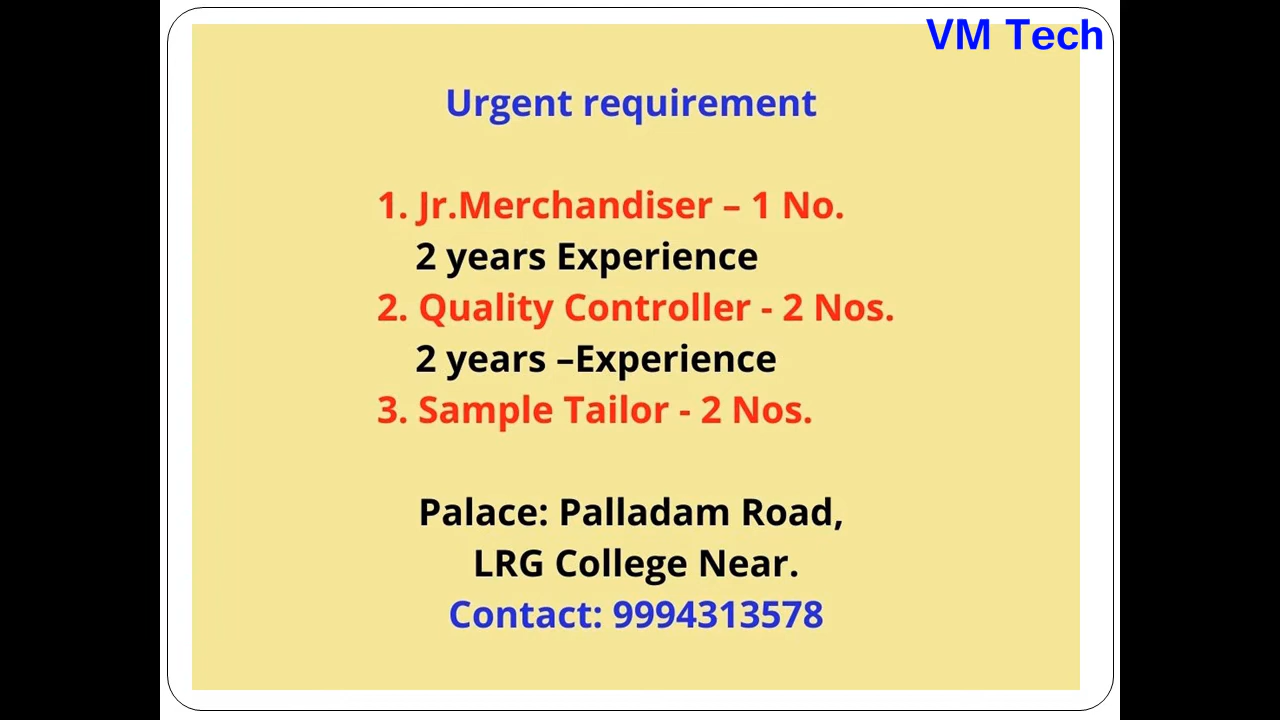 VM Tech
Urgent requirement
1. Jr.Merchandiser – 1 No.
2 years Experience
2. Quality Controller - 2 Nos.
2 years –Experience
3. Sample Tailor - 2 Nos.
Palace: Palladam Road,
LRG College Near.
Contact: 9994313578